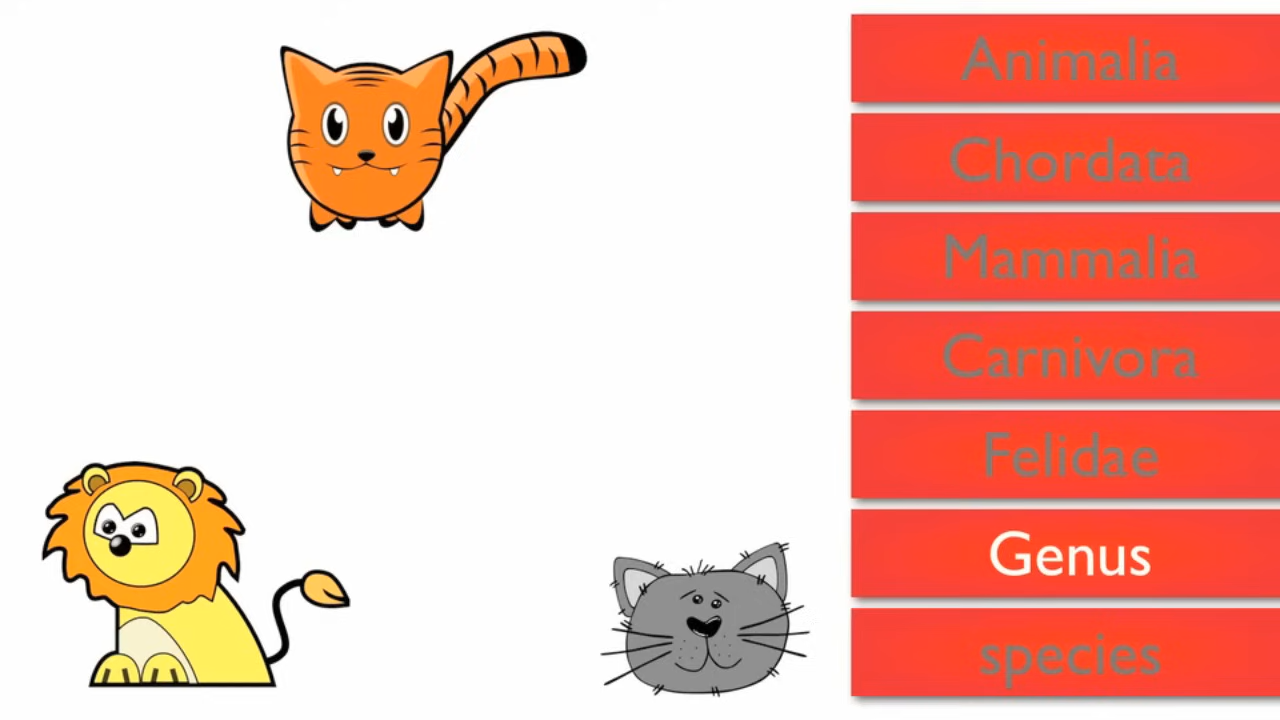 Animalia
Chordata
Mammalia
Carnivora
Felidae
Genus
species